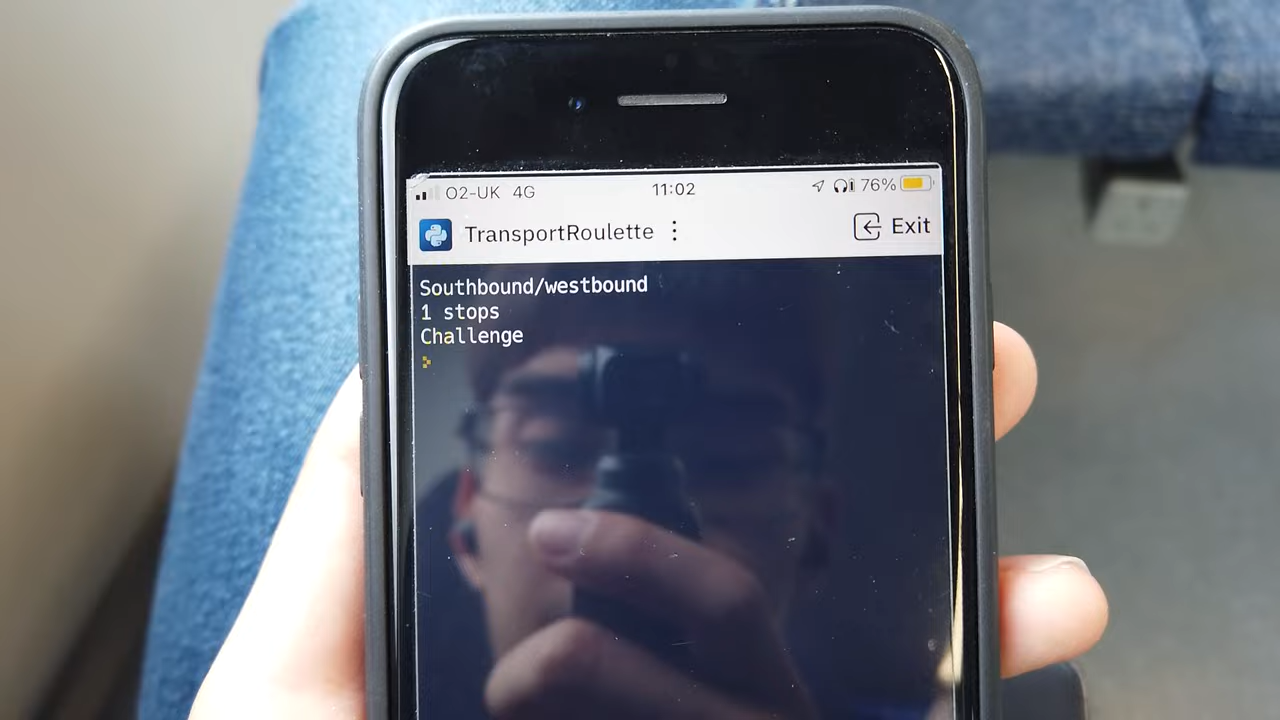 O2-UK 4G 11:02 76%
TransportRoulette Exit
Southbound/westbound
1 stops
Challenge